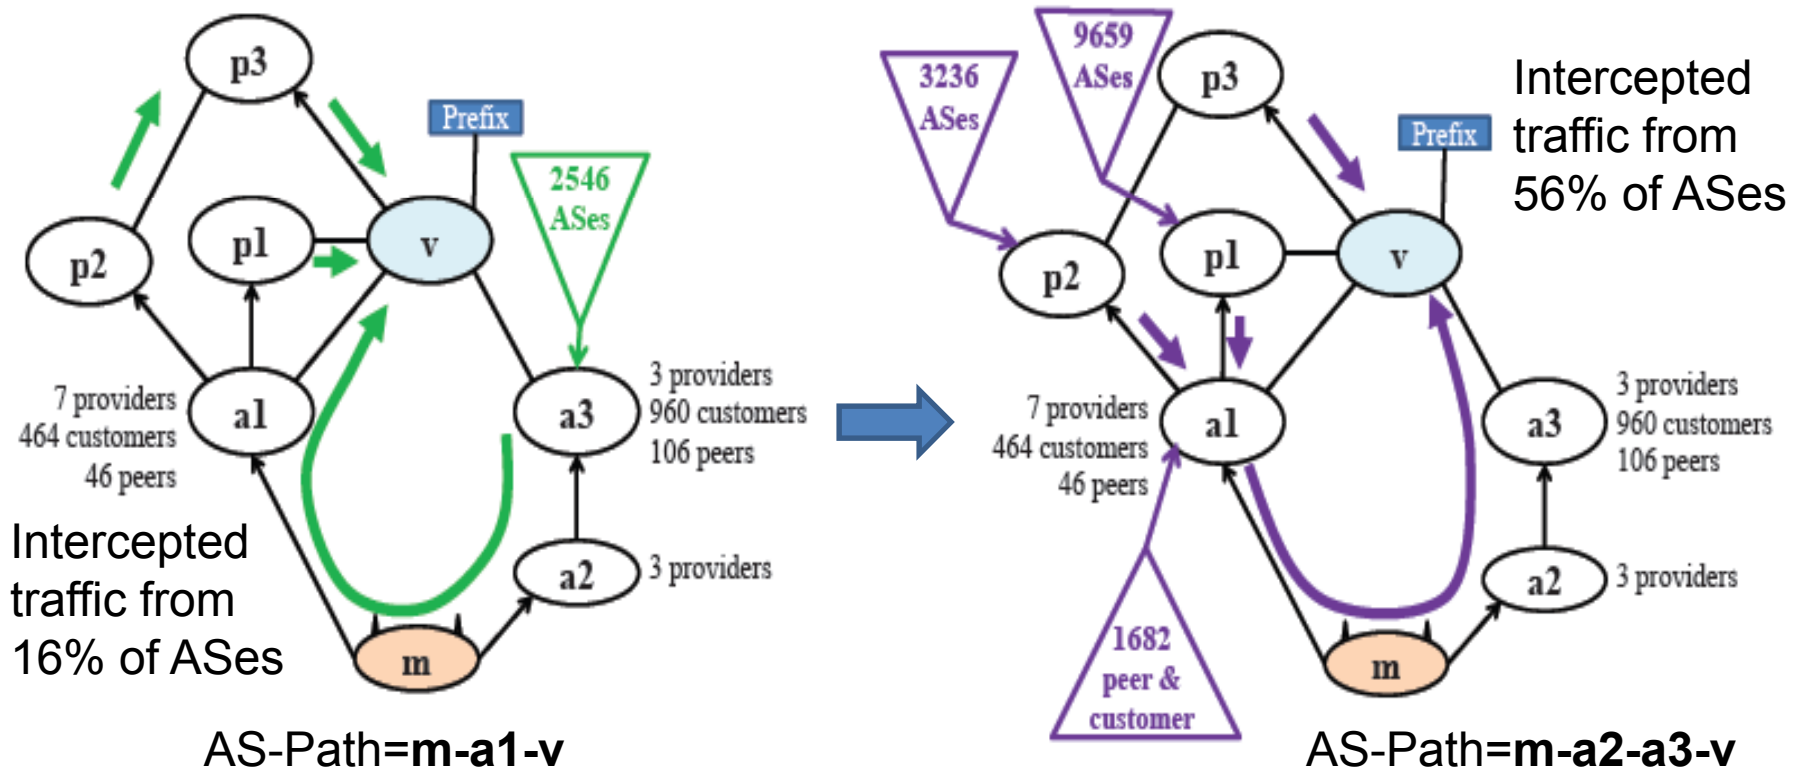 p3
Prefix
2546
ASes
p2
p1
v
7 providers
464 customers
46 peers
a1
a3
3 providers
960 customers
106 peers
a2
3 providers
m
Intercepted
traffic from
16% of ASes
AS-Path=m-a1-v
3236
ASes
9659
ASes
p3
Prefix
Intercepted
traffic from
56% of ASes
p2
p1
v
7 providers
464 customers
46 peers
a1
a3
3 providers
960 customers
106 peers
a2
3 providers
1682
peer &
customer
m
AS-Path=m-a2-a3-v